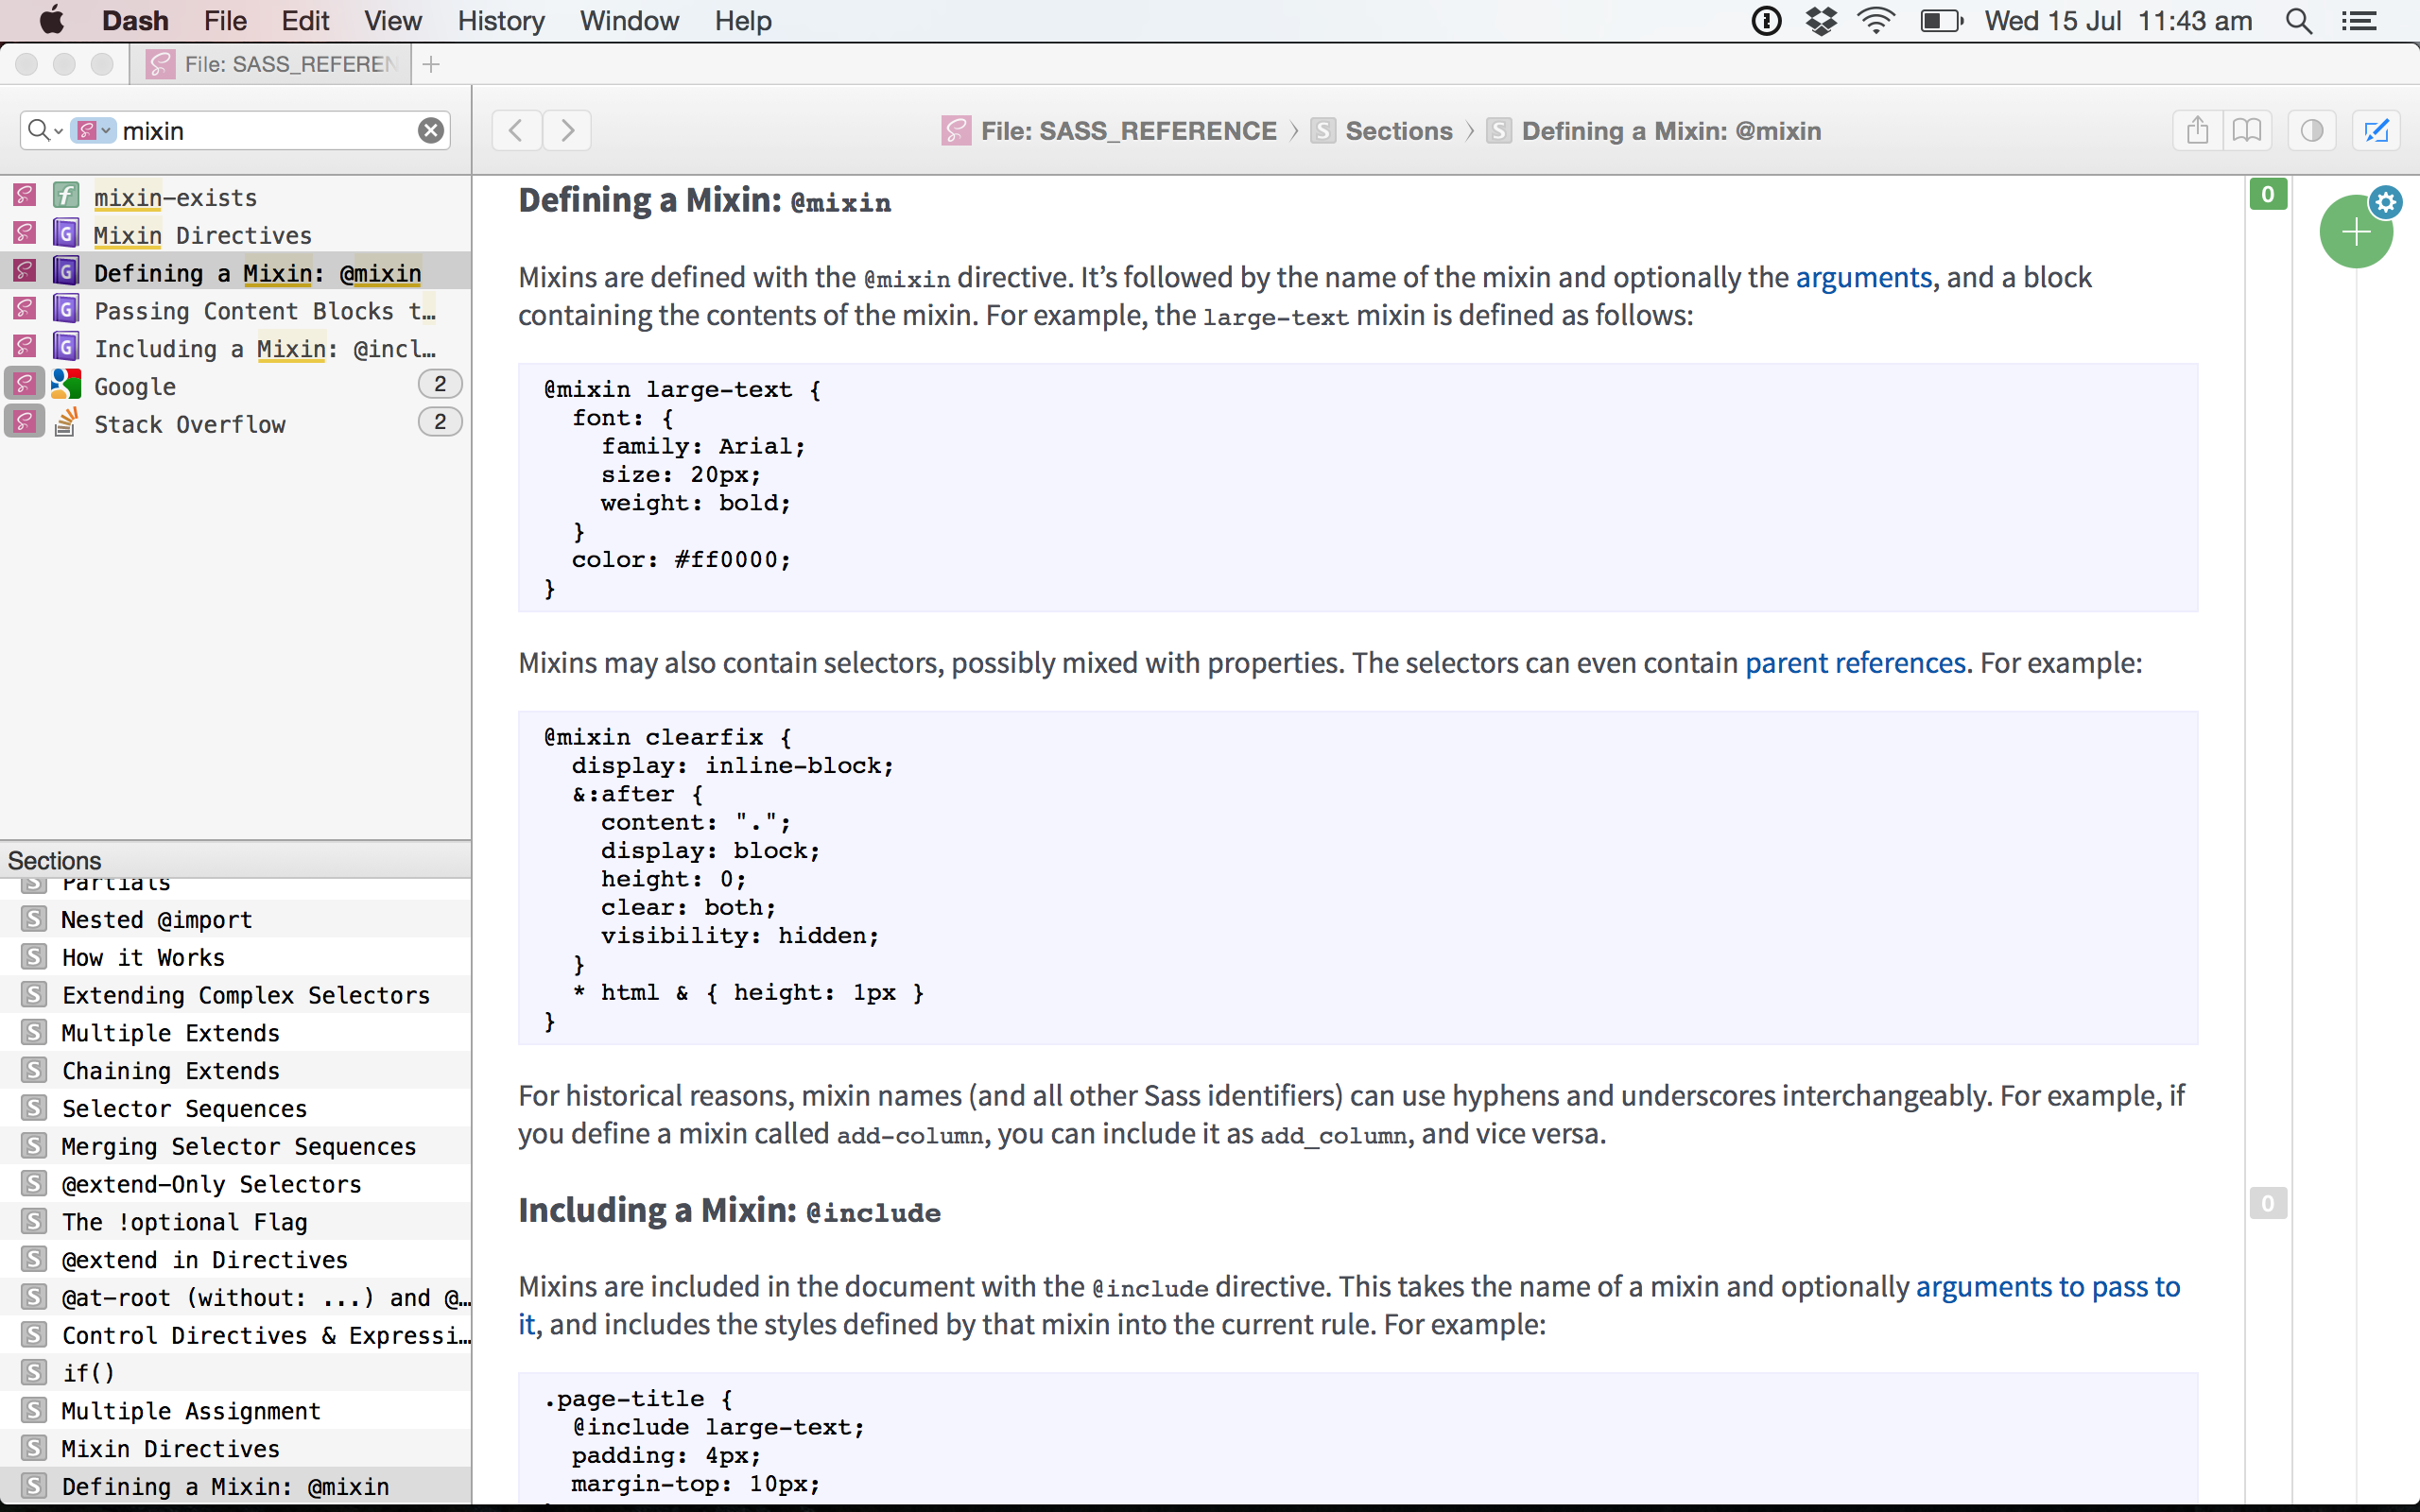 Dash File Edit View History Window Help
Wed 15 Jul 11:43 am
File: SASS_REFEREN
mixin
File: SASS_REFERENCE
Sections
Defining a Mixin: @mixin
mixin-exists
Mixin Directives
Defining a Mixin: @mixin
Passing Content Blocks t…
Including a Mixin: @incl…
Google 2
Stack Overflow 2
Sections
Partials
Nested @import
How it Works
Extending Complex Selectors
Multiple Extends
Chaining Extends
Selector Sequences
Merging Selector Sequences
@extend-Only Selectors
The !optional Flag
@extend in Directives
@at-root (without: ...) and @…
Control Directives & Expressi…
if()
Multiple Assignment
Mixin Directives
Defining a Mixin: @mixin
Defining a Mixin: @mixin
0
Mixins are defined with the @mixin directive. It’s followed by the name of the mixin and optionally the arguments, and a block
containing the contents of the mixin. For example, the large-text mixin is defined as follows:
@mixin large-text {
  font: {
    family: Arial;
    size: 20px;
    weight: bold;
  }
  color: #ff0000;
}
Mixins may also contain selectors, possibly mixed with properties. The selectors can even contain parent references. For example:
@mixin clearfix {
  display: inline-block;
  &:after {
    content: ".";
    display: block;
    height: 0;
    clear: both;
    visibility: hidden;
  }
  * html & { height: 1px }
}
For historical reasons, mixin names (and all other Sass identifiers) can use hyphens and underscores interchangeably. For example, if
you define a mixin called add-column, you can include it as add_column, and vice versa.
Including a Mixin: @include
0
Mixins are included in the document with the @include directive. This takes the name of a mixin and optionally arguments to pass to
it, and includes the styles defined by that mixin into the current rule. For example:
.page-title {
  @include large-text;
  padding: 4px;
  margin-top: 10px;